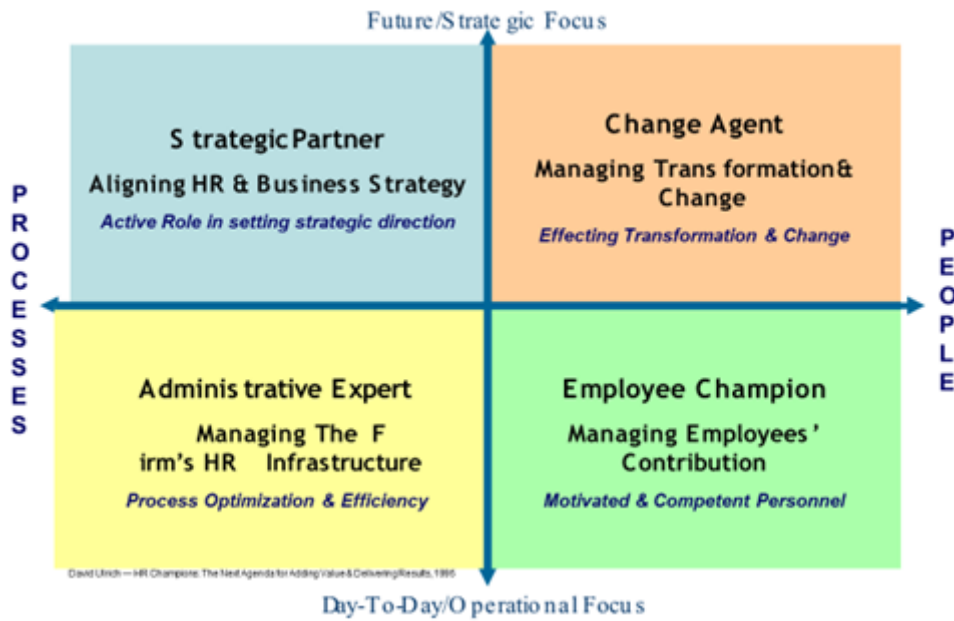 Future/Strategic Focus
Strategic Partner
Aligning HR & Business Strategy
Active Role in setting strategic direction
Change Agent
Managing Transformation &
Change
Effecting Transformation & Change
PROCESSES
PEOPLE
Administrative Expert
Managing The F
irm's HR Infrastructure
Process Optimization & Efficiency
Employee Champion
Managing Employees'
Contribution
Motivated & Competent Personnel
David Ulrich — HR Champions: The Next Agenda for Adding Value & Delivering Results, 1996
Day-To-Day/Operational Focus